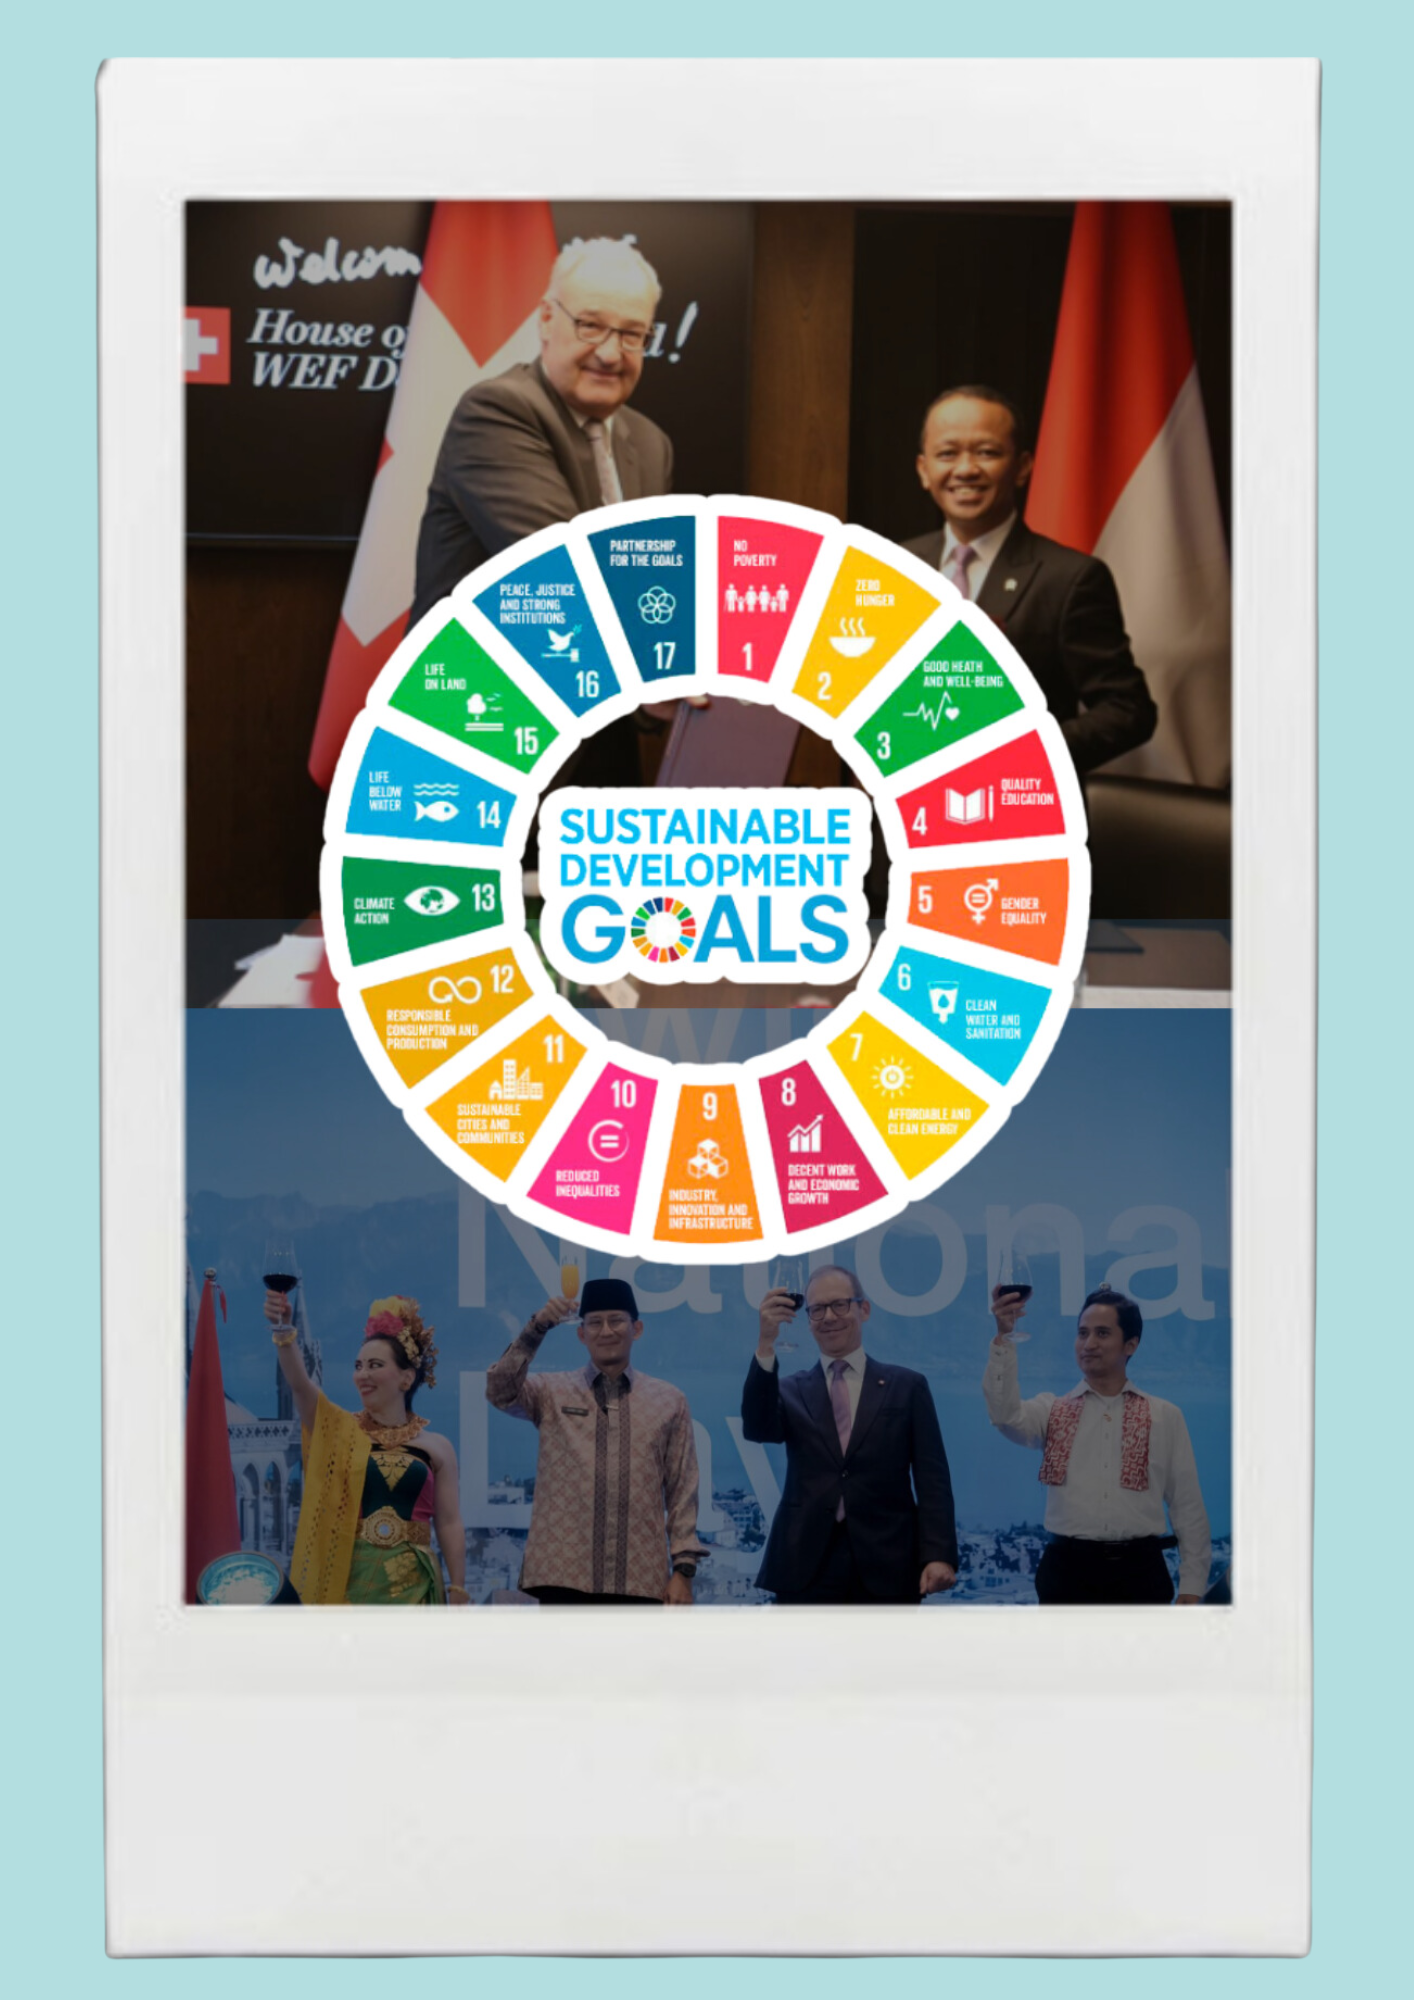 Welcom
House o
WEF D
a!
PARTNERSHIP
FOR THE GOALS
17
NO
POVERTY
1
ZERO
HUNGER
2
GOOD HEATH
AND WELL-BEING
3
QUALITY
EDUCATION
4
5
GENDER
EQUALITY
6
CLEAN
WATER AND
SANITATION
7
AFFORDABLE AND
CLEAN ENERGY
8
DECENT WORK
AND ECONOMIC
GROWTH
9
INDUSTRY,
INNOVATION AND
INFRASTRUCTURE
10
REDUCED
INEQUALITIES
11
SUSTAINABLE
CITIES AND
COMMUNITIES
12
RESPONSIBLE
CONSUMPTION AND
PRODUCTION
13
CLIMATE
ACTION
LIFE
BELOW
WATER
14
LIFE
ON LAND
15
PEACE, JUSTICE
AND STRONG
INSTITUTIONS
16
SUSTAINABLE
DEVELOPMENT
GOALS
National
Day